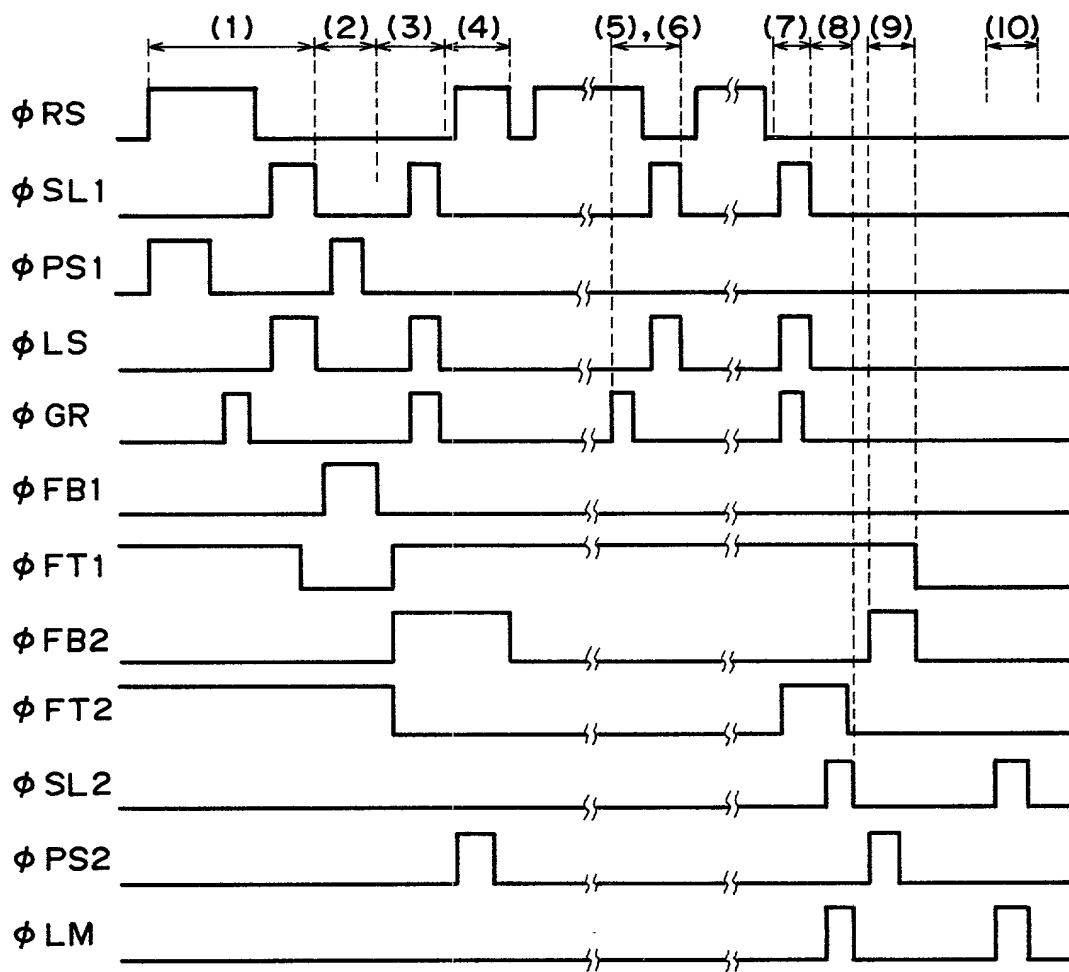 (1) (2) (3) (4) (5),(6) (7) (8) (9) (10)
ϕRS
ϕSL1
ϕPS1
ϕLS
ϕGR
ϕFB1
ϕFT1
ϕFB2
ϕFT2
ϕSL2
ϕPS2
ϕLM